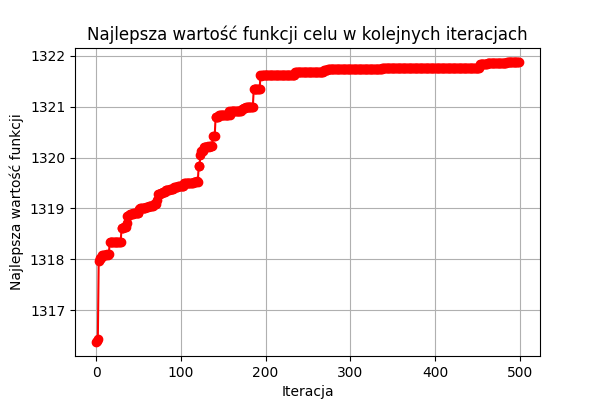 Najlepsza wartość funkcji celu w kolejnych iteracjach
Najlepsza wartość funkcji
1322
1321
1320
1319
1318
1317
0 100 200 300 400 500
Iteracja